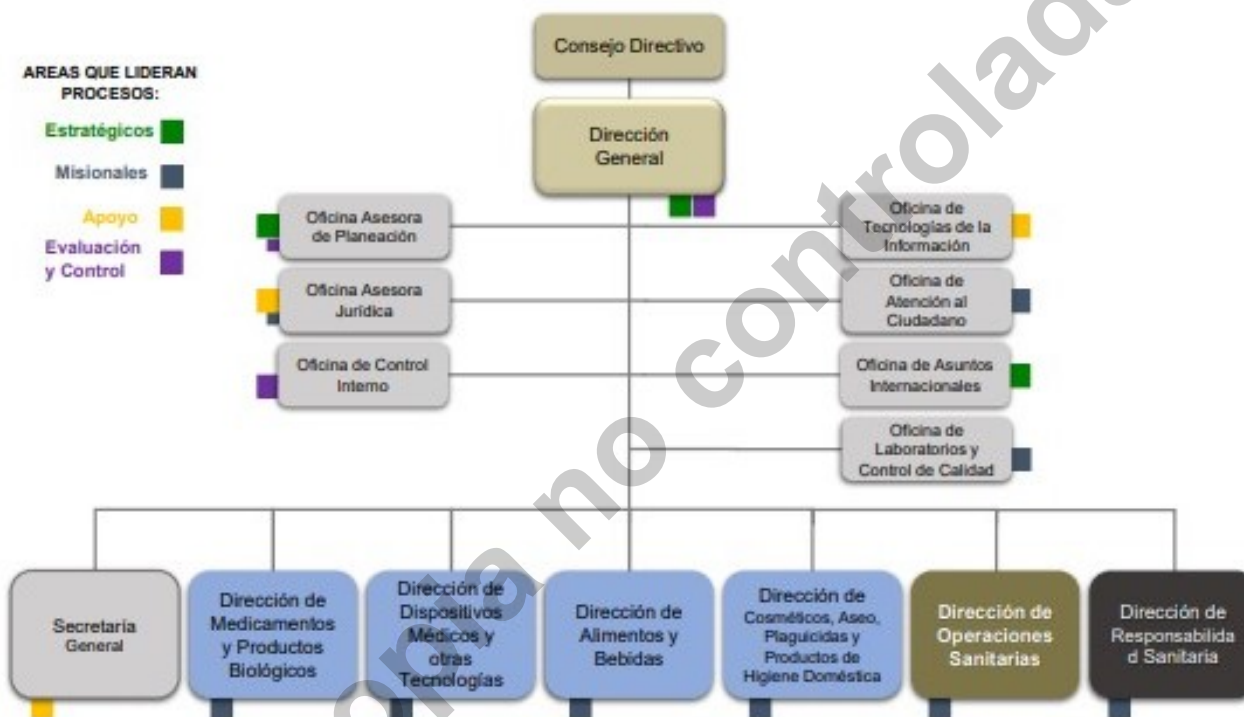 Consejo Directivo
AREAS QUE LIDERAN
PROCESOS:
Estratégicos
Misionales
Apoyo
Evaluación
y Control
Dirección
General
Oficina Asesora
de Planeación
Oficina de
Tecnologías de la
Información
Oficina Asesora
Jurídica
Oficina de
Atención al
Ciudadano
Oficina de Control
Interno
Oficina de Asuntos
Internacionales
Oficina de
Laboratorios y
Control de Calidad
Secretaría
General
Dirección de
Medicamentos
y Productos
Biológicos
Dirección de
Dispositivos
Médicos y
otras
Tecnologías
Dirección de
Alimentos y
Bebidas
Dirección de
Cosméticos, Aseo,
Plaguicidas y
Productos de
Higiene Doméstica
Dirección de
Operaciones
Sanitarias
Dirección de
Responsabilida
d Sanitaria
opia no controlad